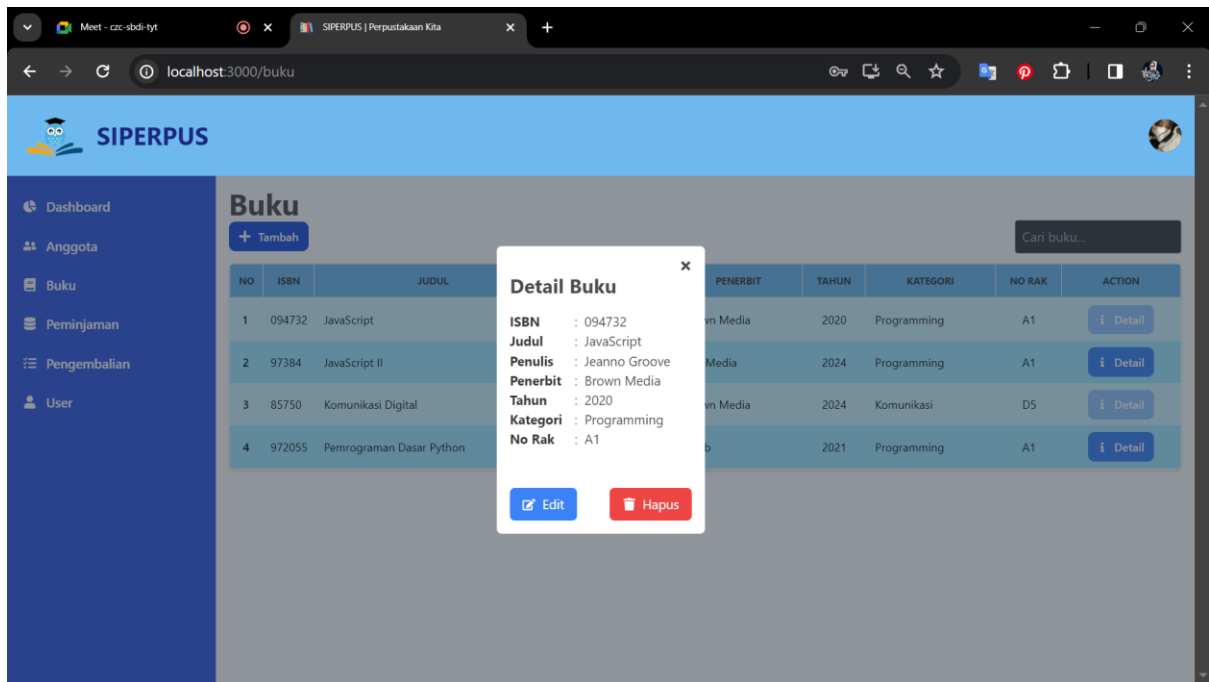 Meet - czc-sbdi-tyt
SIPERPUS | Perpustakaan Kita
localhost:3000/buku
SIPERPUS
Dashboard
Anggota
Buku
Peminjaman
Pengembalian
User
Buku
+ Tambah
Cari buku...
NO ISBN JUDUL PENERBIT TAHUN KATEGORI NO RAK ACTION
1 094732 JavaScript wn Media 2020 Programming A1 i Detail
2 97384 JavaScript II Media 2024 Programming A1 i Detail
3 85750 Komunikasi Digital wn Media 2024 Komunikasi D5 i Detail
4 972055 Pemrograman Dasar Python b 2021 Programming A1 i Detail
Detail Buku
ISBN : 094732
Judul : JavaScript
Penulis : Jeanno Groove
Penerbit : Brown Media
Tahun : 2020
Kategori : Programming
No Rak : A1
Edit
Hapus